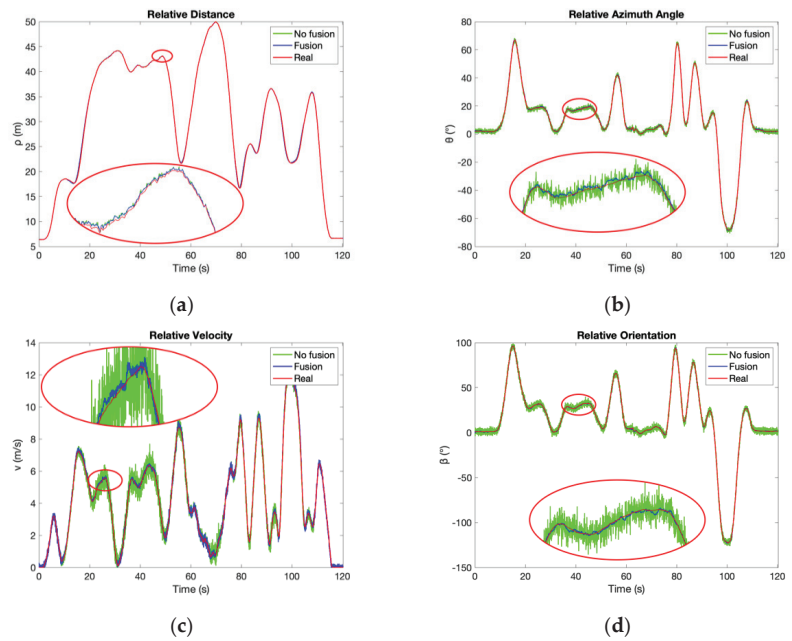 Relative Distance
No fusion
Fusion
Real
50
45
40
35
30
25
20
15
10
5
ρ (m)
0 20 40 60 80 100 120
Time (s)
(a)
Relative Azimuth Angle
No fusion
Fusion
Real
80
60
40
20
0
-20
-40
-60
-80
θ (°)
0 20 40 60 80 100 120
Time (s)
(b)
Relative Velocity
No fusion
Fusion
Real
14
12
10
8
6
4
2
0
v (m/s)
0 20 40 60 80 100 120
Time (s)
(c)
Relative Orientation
No fusion
Fusion
Real
100
50
0
-50
-100
-150
β (°)
0 20 40 60 80 100 120
Time (s)
(d)